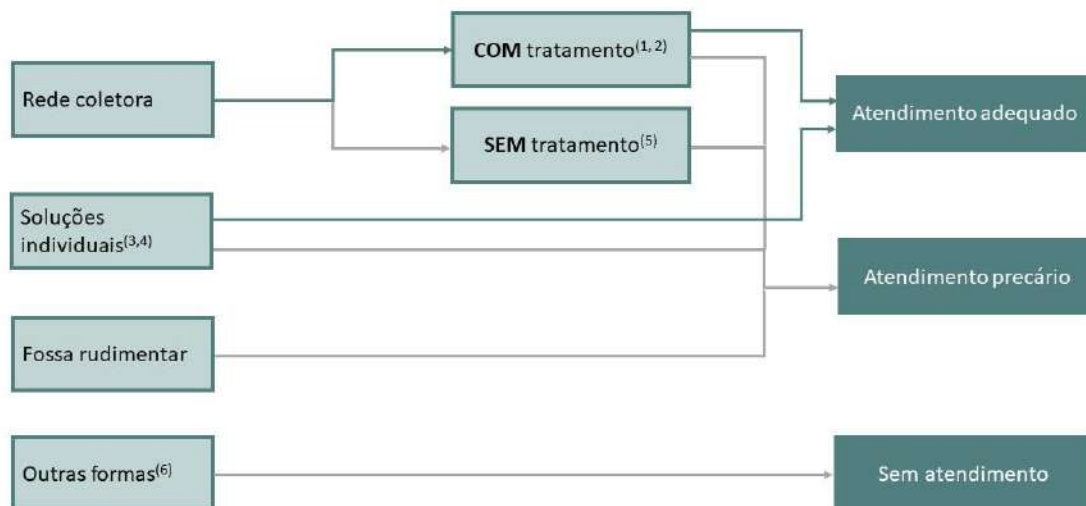 COM tratamento(1, 2)
Rede coletora
Atendimento adequado
SEM tratamento(5)
Soluções
individuais(3,4)
Atendimento precário
Fossa rudimentar
Outras formas(6)
Sem atendimento